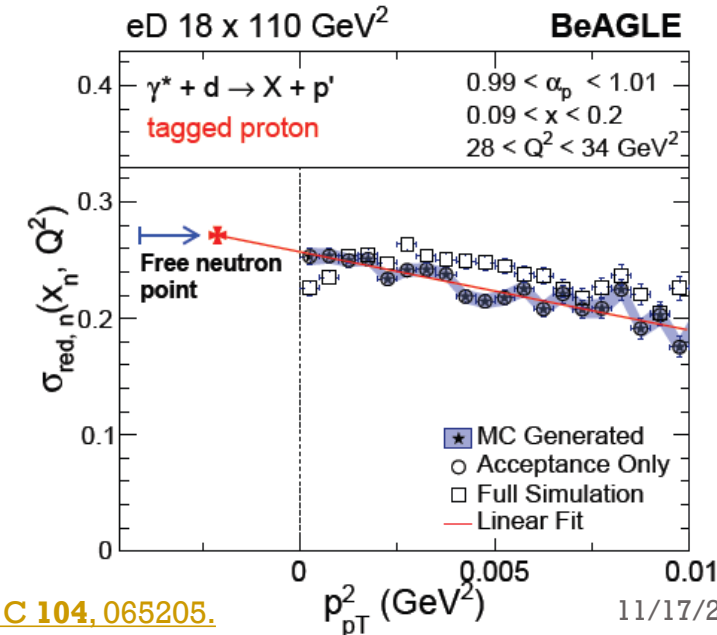 eD 18 x 110 GeV² BeAGLE
γ* + d → X + p'
tagged proton
0.99 < αₚ < 1.01
0.09 < x < 0.2
28 < Q² < 34 GeV²
0.4
0.3
0.2
0.1
0
σ_red, n(x_n, Q²)
Free neutron
point
MC Generated
Acceptance Only
Full Simulation
Linear Fit
0 0.005 0.01
p²_pT (GeV²)
C 104, 065205.
11/17/2